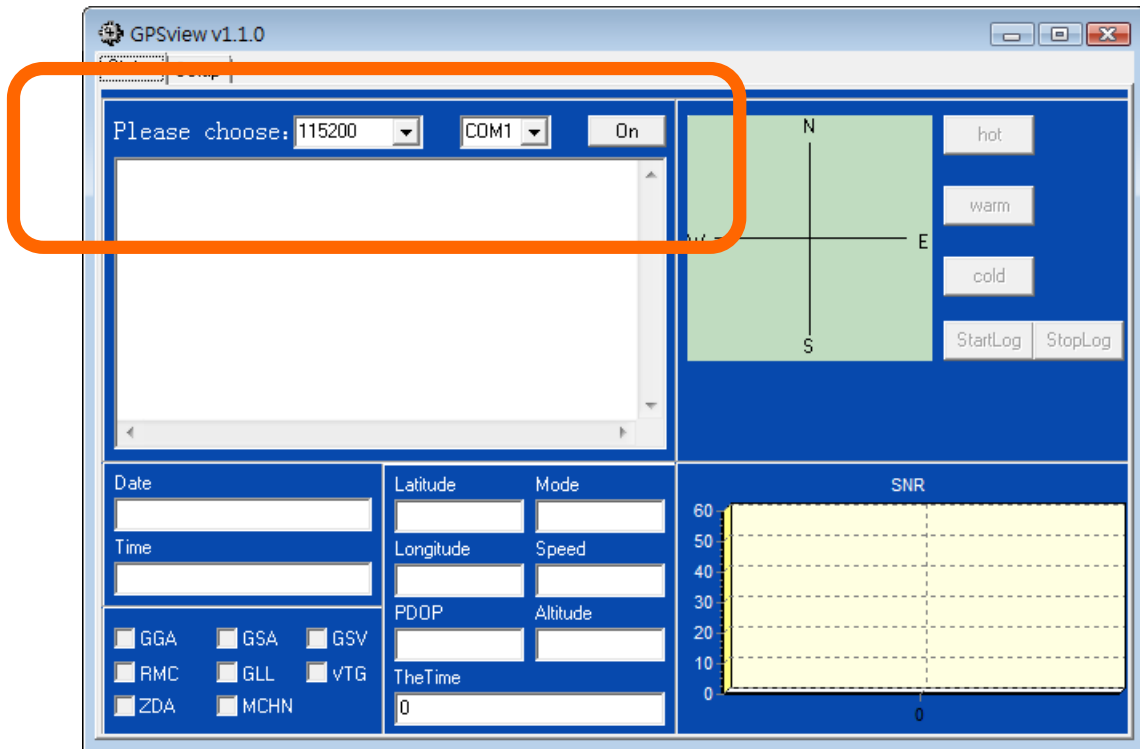 GPSview v1.1.0
Please choose: 115200 COM1 On
N
E
S
hot
warm
cold
StartLog StopLog
Date
Time
GGA GSA GSV
RMC GLL VTG
ZDA MCHN
Latitude Mode
Longitude Speed
PDOP Altitude
TheTime
0
SNR
60
50
40
30
20
10
0
0